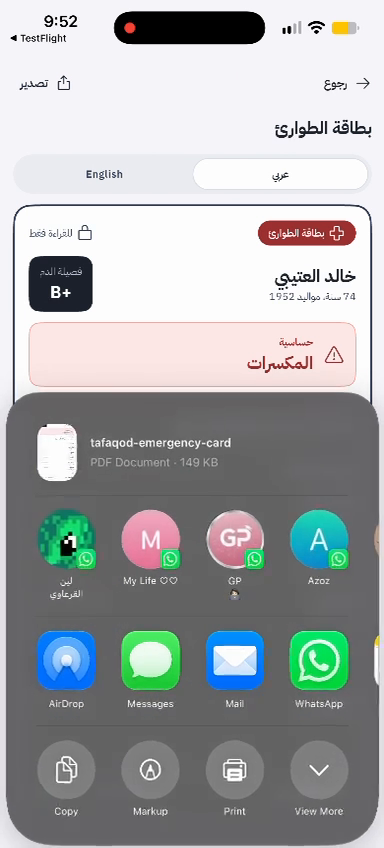 9:52
◀ TestFlight
رجوع
تصدير
بطاقة الطوارئ
عربي
English
بطاقة الطوارئ
للقراءة فقط
خالد العتيبي
74 سنة، مواليد 1952
فصيلة الدم
B+
حساسية
المكسرات
tafaqod-emergency-card
PDF Document · 149 KB
لين القرعاوي
My Life ♡♡
GP
Azoz
AirDrop
Messages
Mail
WhatsApp
Copy
Markup
Print
View More